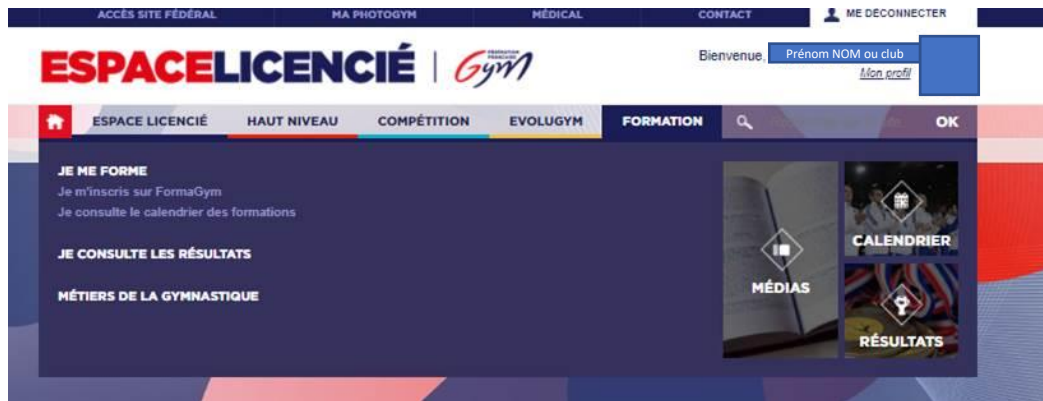 ACCÈS SITE FÉDÉRAL MA PHOTOGYM MÉDICAL CONTACT ME DÉCONNECTER
ESPACELICENCIÉ | FÉDÉRATION FRANÇAISE Gym
Bienvenue, Prénom NOM ou club
Mon profil
ESPACE LICENCIÉ HAUT NIVEAU COMPÉTITION EVOLUGYM FORMATION OK
JE ME FORME
Je m'inscris sur FormaGym
Je consulte le calendrier des formations
JE CONSULTE LES RÉSULTATS
MÉTIERS DE LA GYMNASTIQUE
MÉDIAS
CALENDRIER
RÉSULTATS